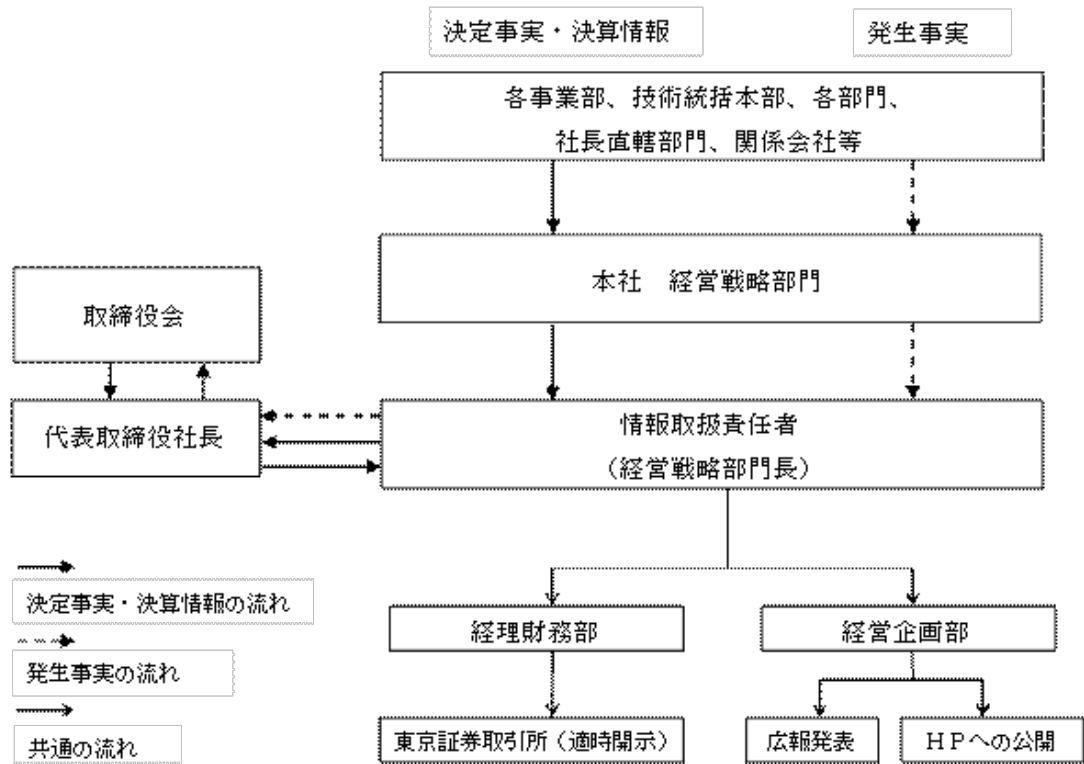 決定事実・決算情報
発生事実
各事業部、技術統括本部、各部門、
社長直轄部門、関係会社等
本社　経営戦略部門
取締役会
代表取締役社長
情報取扱責任者
（経営戦略部門長）
決定事実・決算情報の流れ
発生事実の流れ
共通の流れ
経理財務部
経営企画部
東京証券取引所（適時開示）
広報発表
ＨＰへの公開